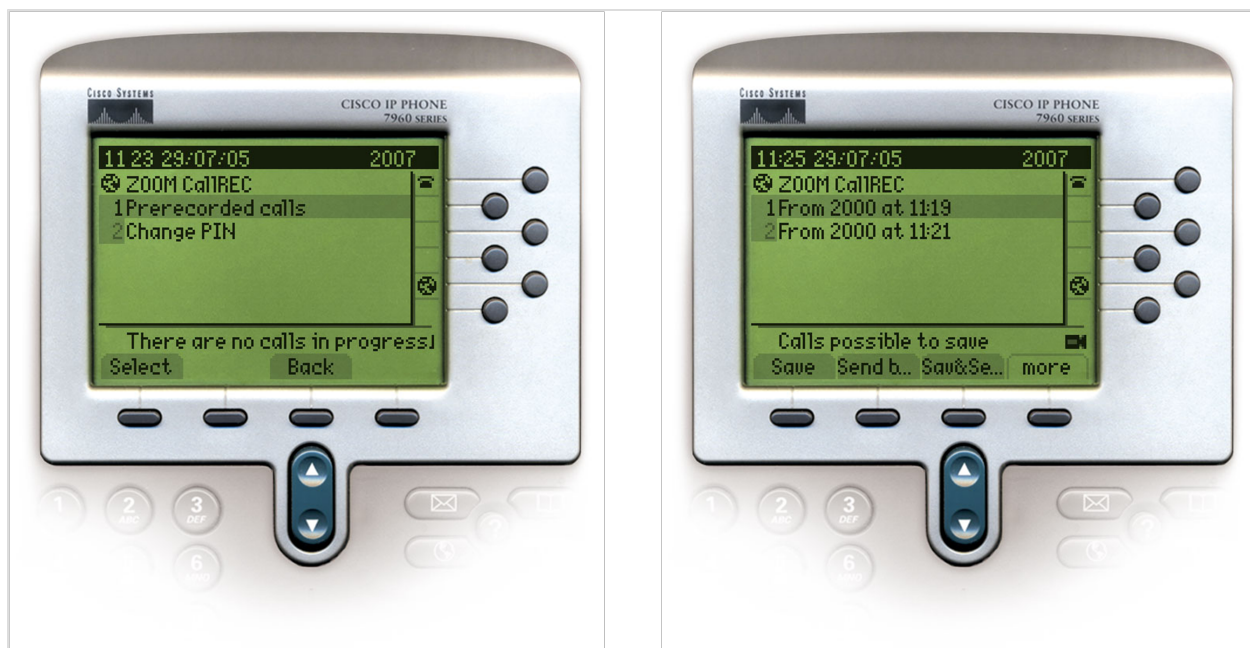 CISCO SYSTEMS
CISCO IP PHONE
7960 SERIES
11 23 29/07/05 2007
ZOOM CallREC
1 Prerecorded calls
2 Change PIN
There are no calls in progress
Select Back
1
2 ABC
3 DEF
6
?
CISCO SYSTEMS
CISCO IP PHONE
7960 SERIES
11:25 29/07/05 2007
ZOOM CallREC
1 From 2000 at 11:19
2 From 2000 at 11:21
Calls possible to save
Save Send b... Sav&Se... more
1
2 ABC
3 DEF
6
?